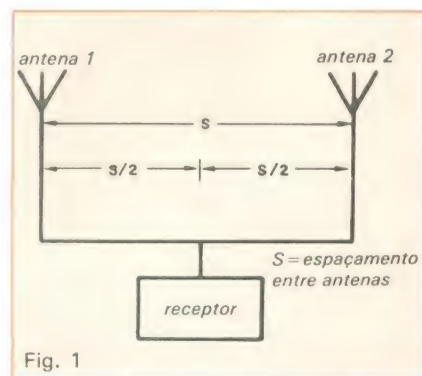 antena 1 antena 2
S
S/2 S/2
S=espaçamento
entre antenas
receptor
Fig. 1